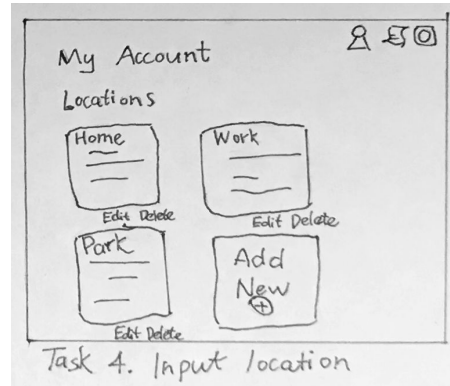 My Account
Locations
Home
Work
Edit Delete
Edit Delete
Park
Add
New
Edit Delete
Task 4. Input location